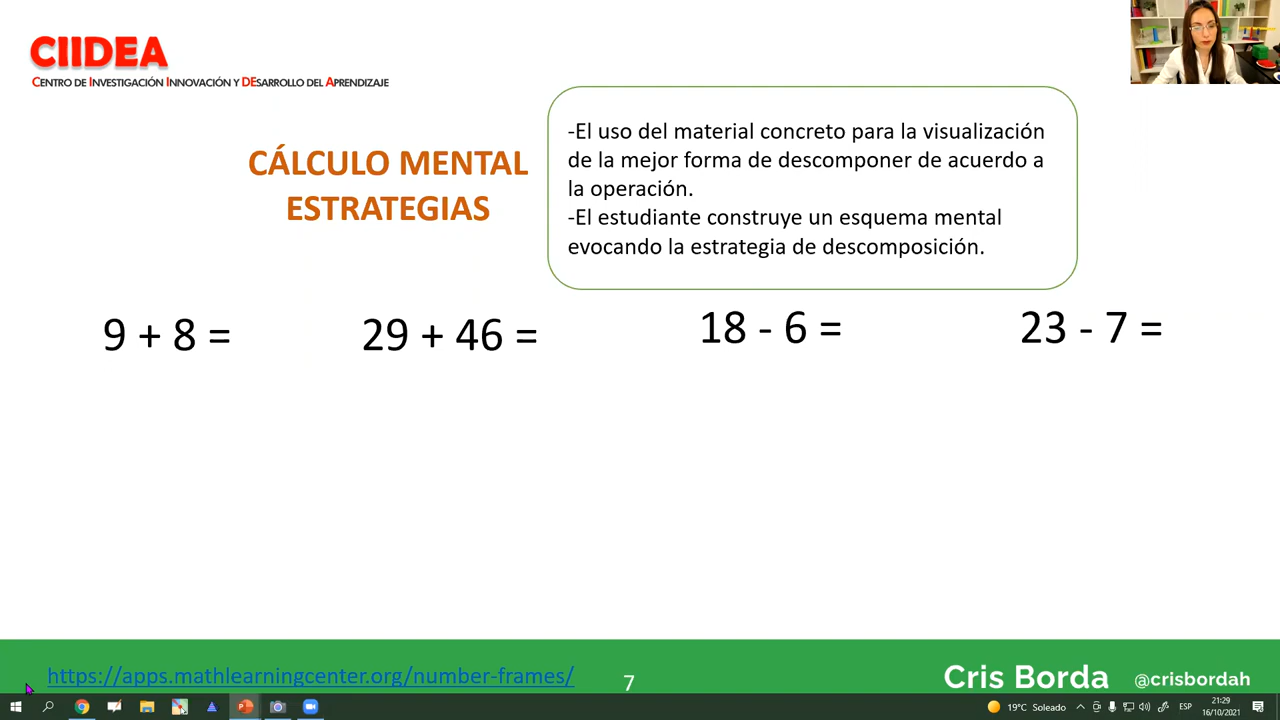 CIIDEA
CENTRO DE INVESTIGACIÓN INNOVACIÓN Y DESARROLLO DEL APRENDIZAJE
CÁLCULO MENTAL
ESTRATEGIAS
-El uso del material concreto para la visualización
de la mejor forma de descomponer de acuerdo a
la operación.
-El estudiante construye un esquema mental
evocando la estrategia de descomposición.
9 + 8 =
29 + 46 =
18 - 6 =
23 - 7 =
https://apps.mathlearningcenter.org/number-frames/
7
Cris Borda
@crisbordah
19°C Soleado
ESP
21:29
16/10/2021